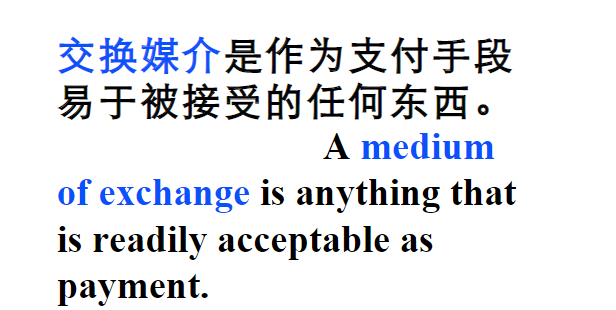 交换媒介是作为支付手段
易于被接受的任何东西。
A medium
of exchange is anything that
is readily acceptable as
payment.